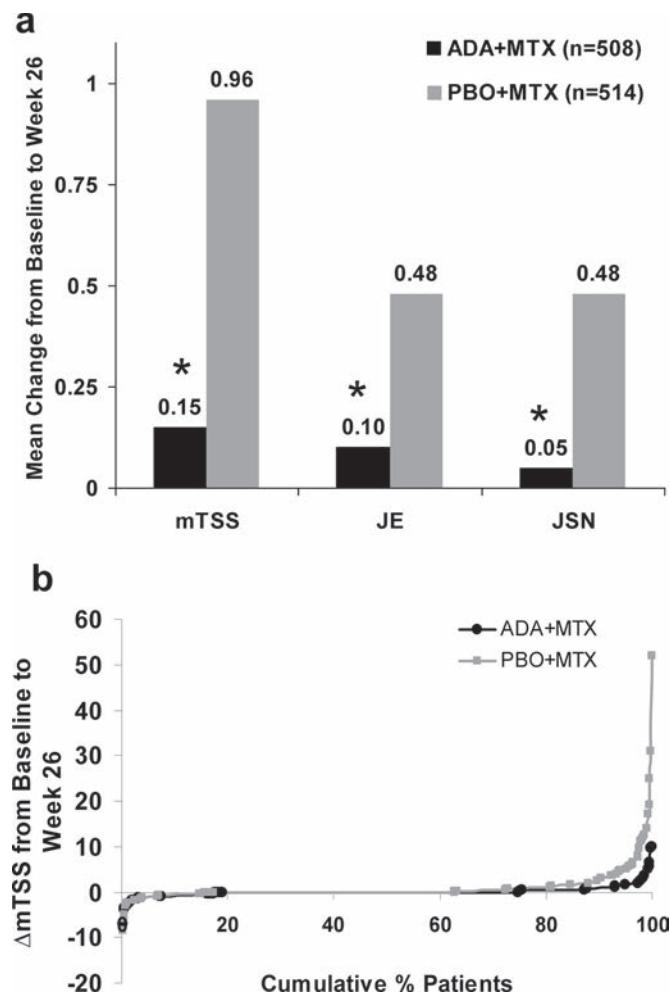 a
ADA+MTX (n=508)
PBO+MTX (n=514)
Mean Change from Baseline to Week 26
1
0.75
0.5
0.25
0
0.96
*
0.15
0.48
*
0.10
0.48
*
0.05
mTSS JE JSN
b
ADA+MTX
PBO+MTX
ΔmTSS from Baseline to
Week 26
60
50
40
30
20
10
0
-10
-20
0 20 40 60 80 100
Cumulative % Patients